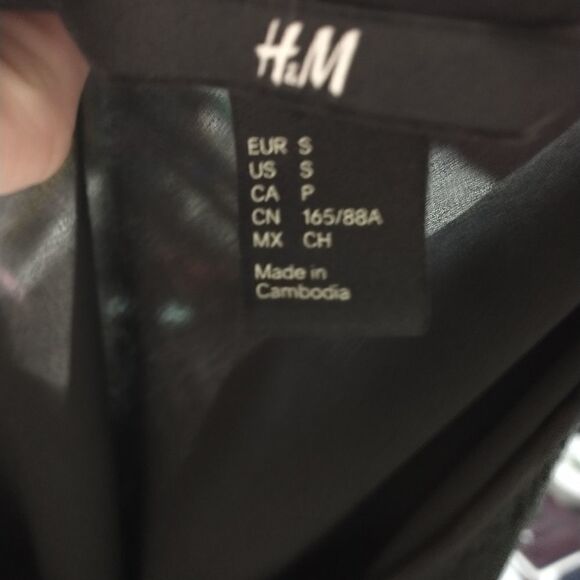 H&M
EUR S
US S
CA P
CN 165/88A
MX CH
Made in
Cambodia